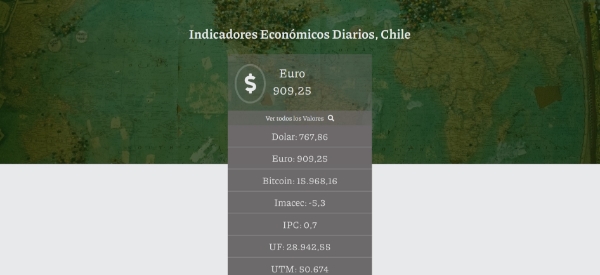 Indicadores Económicos Diarios, Chile
$
Euro
909,25
Ver todos los Valores
Dolar: 767,86
Euro: 909,25
Bitcoin: 15.968,16
Imacec: -5,3
IPC: 0,7
UF: 28.942,55
UTM: 50.674